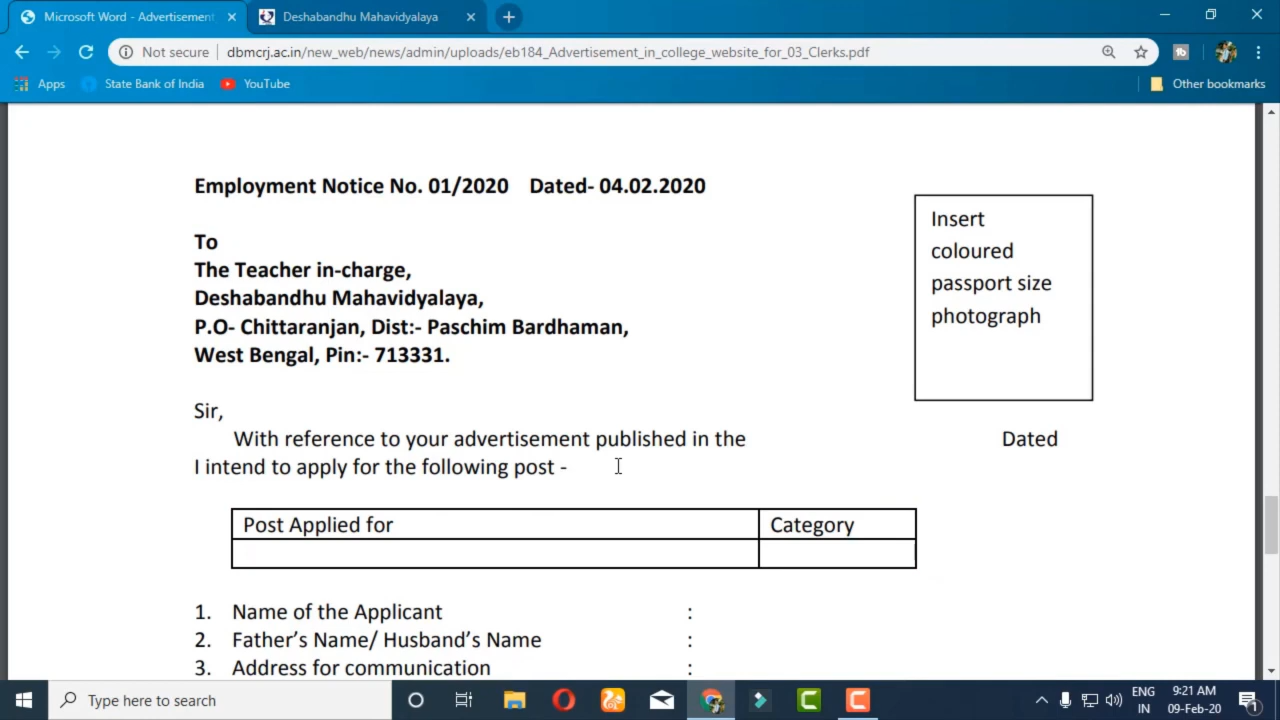 Microsoft Word - Advertisement
Deshabandhu Mahavidyalaya
Not secure
dbmcrj.ac.in/new_web/news/admin/uploads/eb184_Advertisement_in_college_website_for_03_Clerks.pdf
Apps
State Bank of India
YouTube
Other bookmarks
Employment Notice No. 01/2020 Dated- 04.02.2020
Insert
coloured
passport size
photograph
To
The Teacher in-charge,
Deshabandhu Mahavidyalaya,
P.O- Chittaranjan, Dist:- Paschim Bardhaman,
West Bengal, Pin:- 713331.
Sir,
With reference to your advertisement published in the Dated
I intend to apply for the following post -
Post Applied for Category
1. Name of the Applicant :
2. Father’s Name/ Husband’s Name :
3. Address for communication :
Type here to search
ENG
IN
9:21 AM
09-Feb-20
1